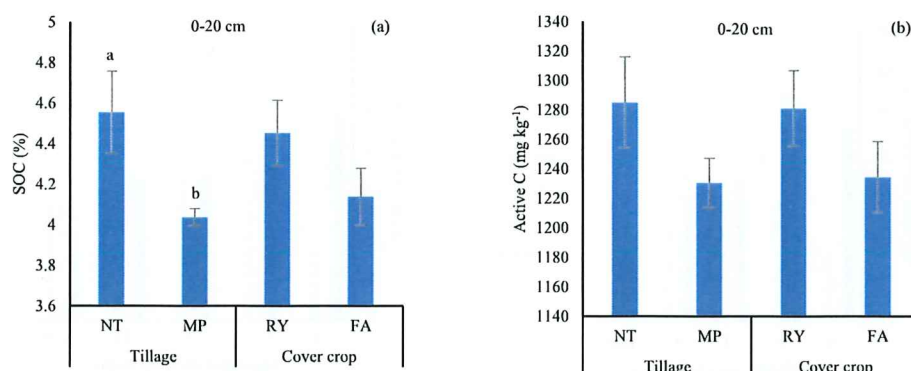 0-20 cm
(a)
5
4.8
4.6
4.4
4.2
4
3.8
3.6
SOC (%)
a
b
NT MP RY FA
Tillage Cover crop
0-20 cm
(b)
1340
1320
1300
1280
1260
1240
1220
1200
1180
1160
1140
Active C (mg kg⁻¹)
NT MP RY FA
Tillage Cover crop